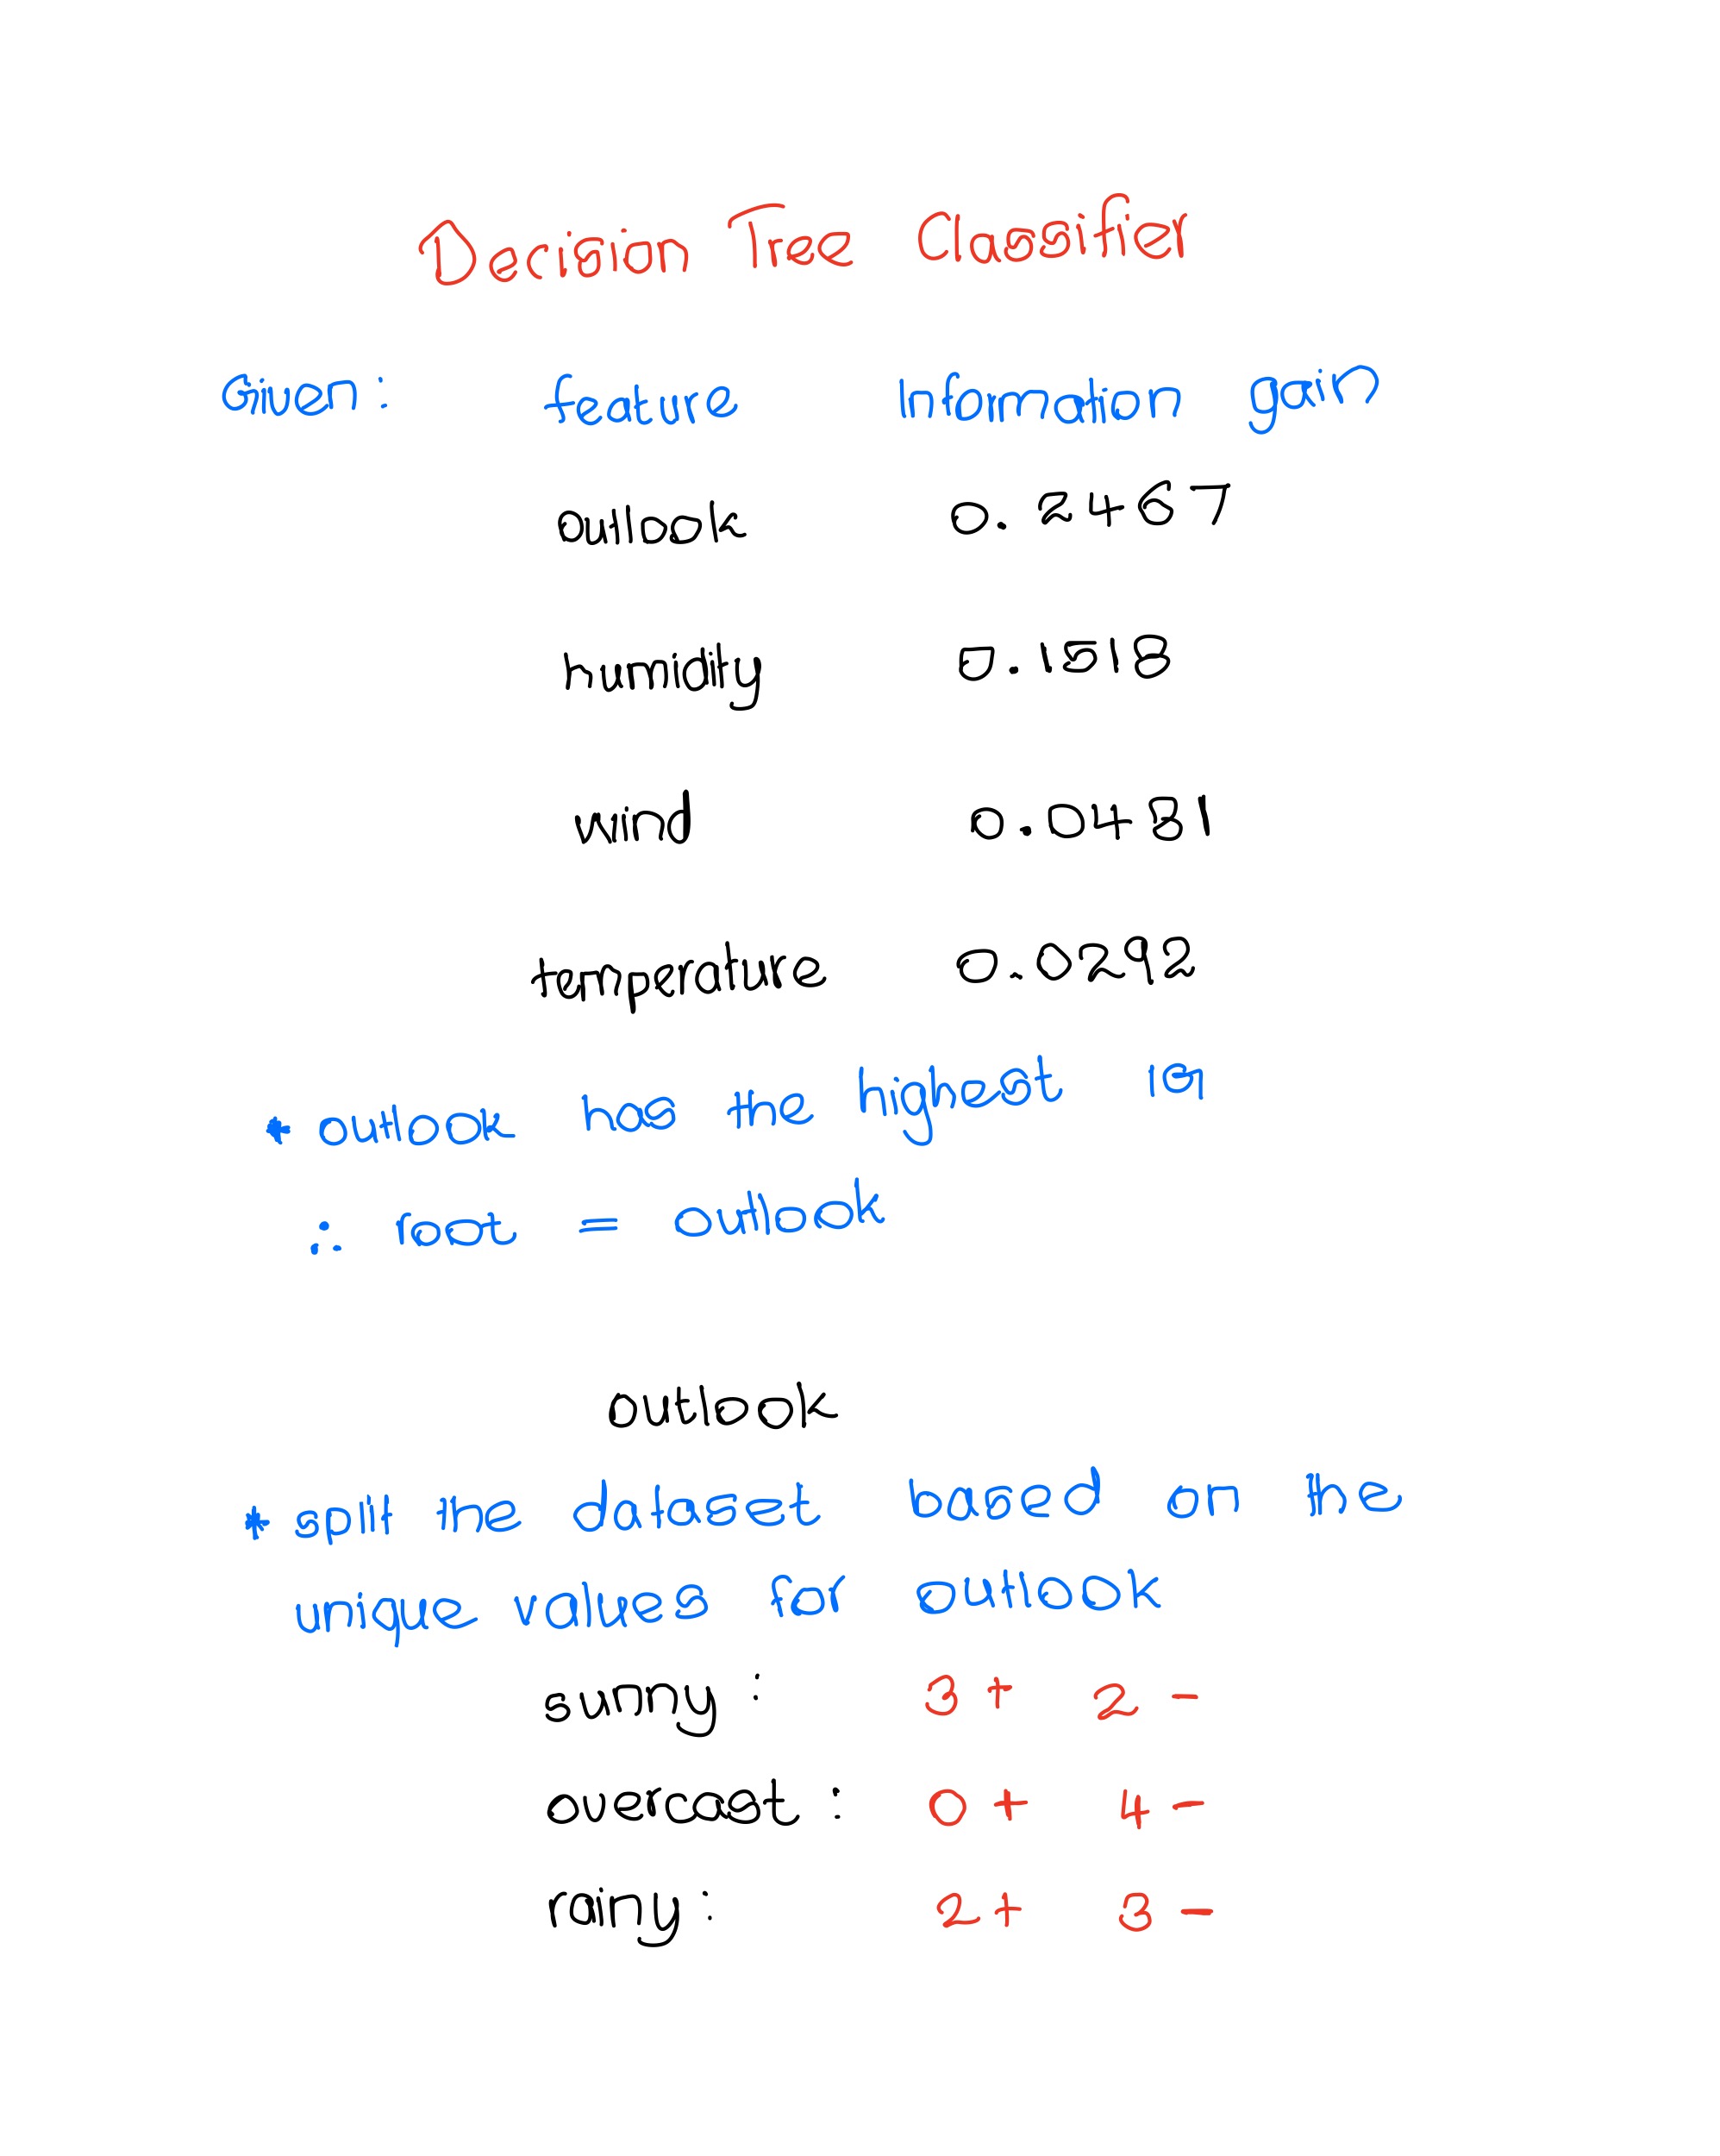 Decision Tree Classifier
Given: feature Information gain
outlook 0.2467
humidity 0.1518
wind 0.0481
temperature 0.0292
* outlook has the highest IG
∴ root = outlook
outlook
* split the dataset based on the
unique values for outlook
sunny : 3+ 2-
overcast : 0+ 4-
rainy : 2+ 3-